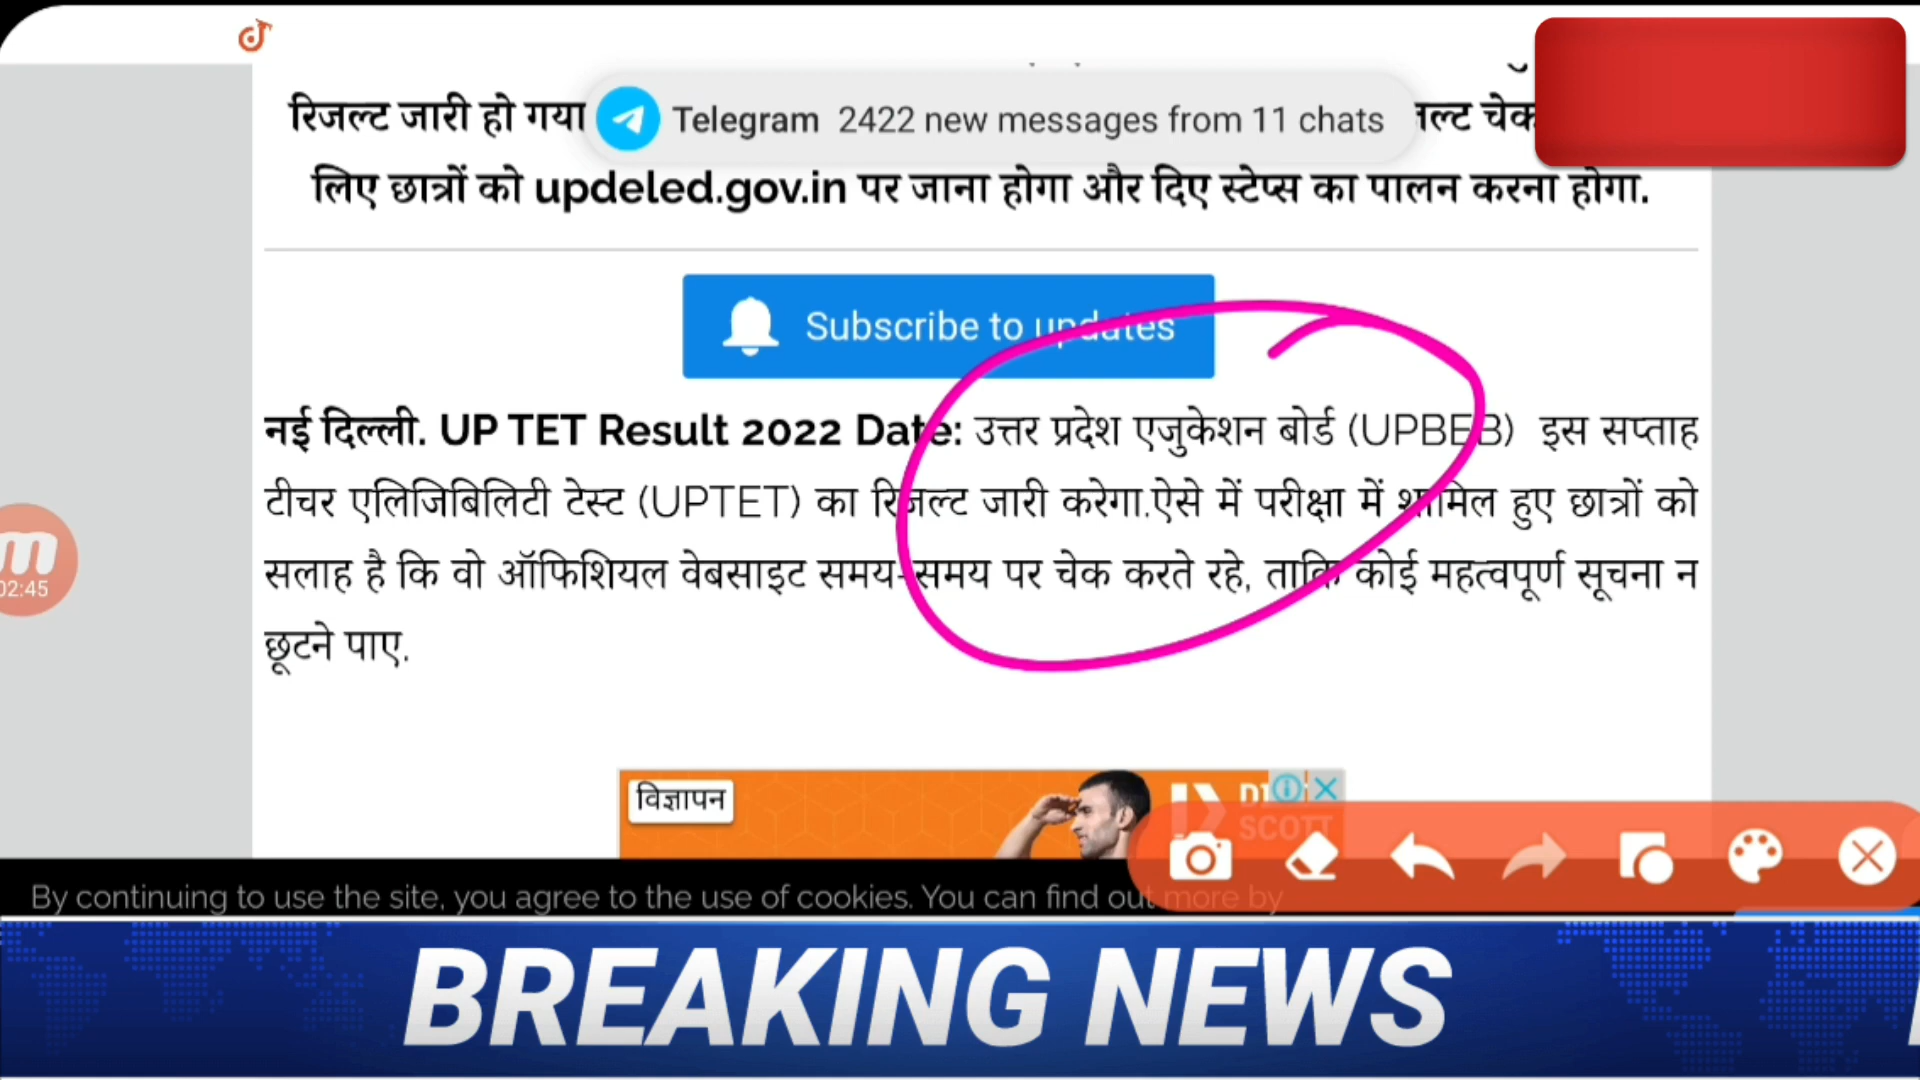 रिजल्ट जारी हो गया
Telegram 2422 new messages from 11 chats
चेक
लिए छात्रों को updeled.gov.in पर जाना होगा और दिए स्टेप्स का पालन करना होगा.
Subscribe to updates
नई दिल्ली. UP TET Result 2022 Date: उत्तर प्रदेश एजुकेशन बोर्ड (UPBEB) इस सप्ताह
टीचर एलिजिबिलिटी टेस्ट (UPTET) का रिजल्ट जारी करेगा.ऐसे में परीक्षा में शामिल हुए छात्रों को
सलाह है कि वो ऑफिशियल वेबसाइट समय-समय पर चेक करते रहे, ताकि कोई महत्वपूर्ण सूचना न
छूटने पाए.
02:45
विज्ञापन
SCOTT
By continuing to use the site, you agree to the use of cookies. You can find out more by
BREAKING NEWS